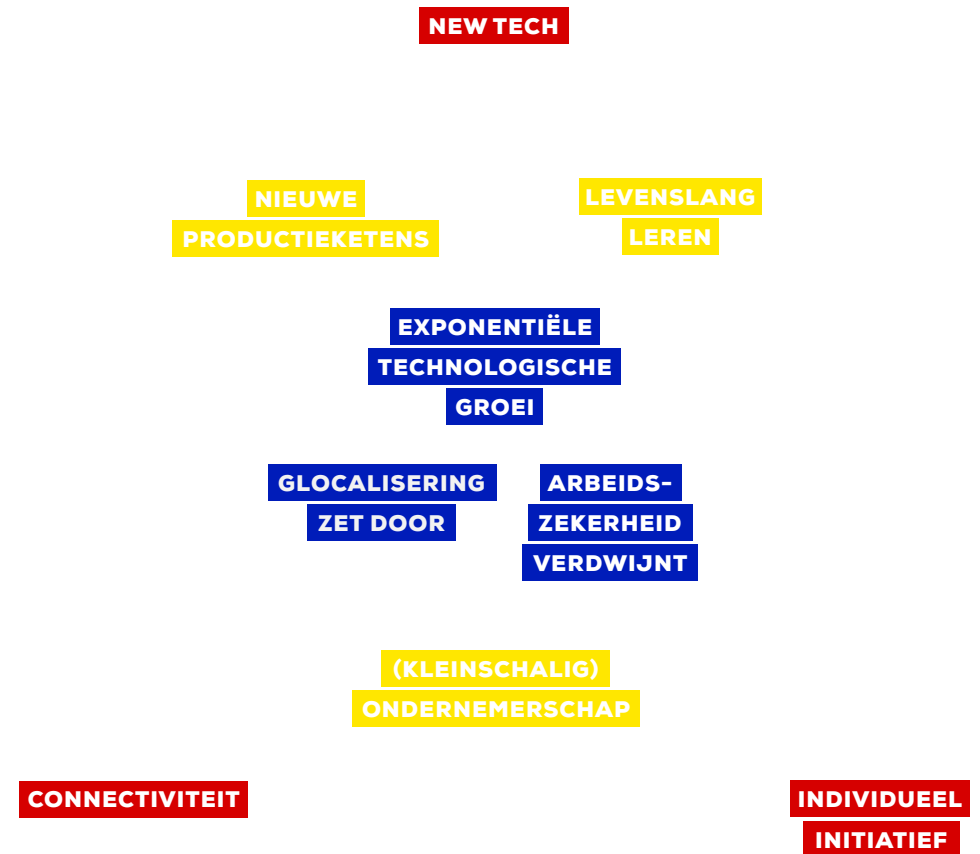 NEW TECH
NIEUWE
PRODUCTIEKETENS
LEVENSLANG
LEREN
EXPONENTIËLE
TECHNOLOGISCHE
GROEI
GLOCALISERING
ZET DOOR
ARBEIDS-
ZEKERHEID
VERDWIJNT
(KLEINSCHALIG)
ONDERNEMERSCHAP
CONNECTIVITEIT
INDIVIDUEEL
INITIATIEF